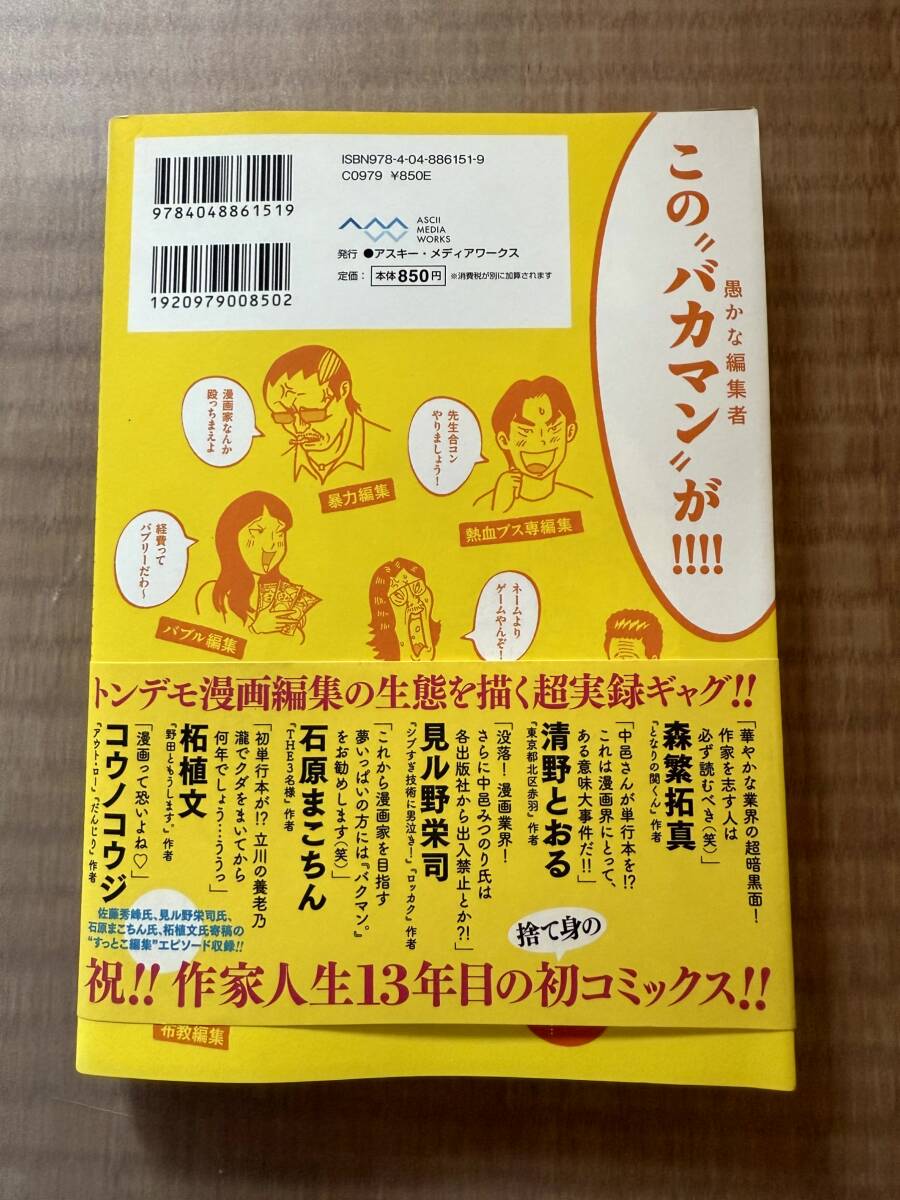 ISBN978-4-04-886151-9
C0979 ¥850E
9784048861519
ASCII
MEDIA
WORKS
発行 ●アスキー・メディアワークス
定価： 本体850円 ※消費税が別に加算されます
1920979008502
この〝バカマン〟が!!!!
愚かな編集者
漫画家なんか
殴っちまえよ
暴力編集
先生合コン
やりましょう！
熱血ブス専編集
経費って
バブリーだわ〜
バブル編集
ネームより
ゲームやんぞ！
トンデモ漫画編集の生態を描く超実録ギャグ!!
「華やかな業界の超暗黒面！
作家を志す人は
必ず読むべき（笑）」
森繁拓真
『となりの関くん』作者
「中邑さんが単行本を!?
これは漫画界にとって、
ある意味大事件だ!!」
清野とおる
『東京都北区赤羽』作者
「没落！漫画業界！
さらに中邑みつのり氏は
各出版社から出入禁止とか?!」
見ル野栄司
『シブすぎ技術に男泣き！』『ロッカク』作者
「これから漫画家を目指す
夢いっぱいの方には『バクマン。』
をお勧めします（笑）」
石原まこちん
『THE3名様』作者
「初単行本が!?立川の養老乃
瀧でクダをまいてから
何年でしょう…ううっ」
柘植文
『野田ともうします。』作者
「漫画って恐いよね♡」
コウノコウジ
『アウト・ロー』『だんじり』作者
佐藤秀峰氏、見ル野栄司氏、
石原まこちん氏、柘植文氏寄稿の
“すっとこ編集”エピソード収録!!
捨て身の
祝!! 作家人生13年目の初コミックス!!
布教編集